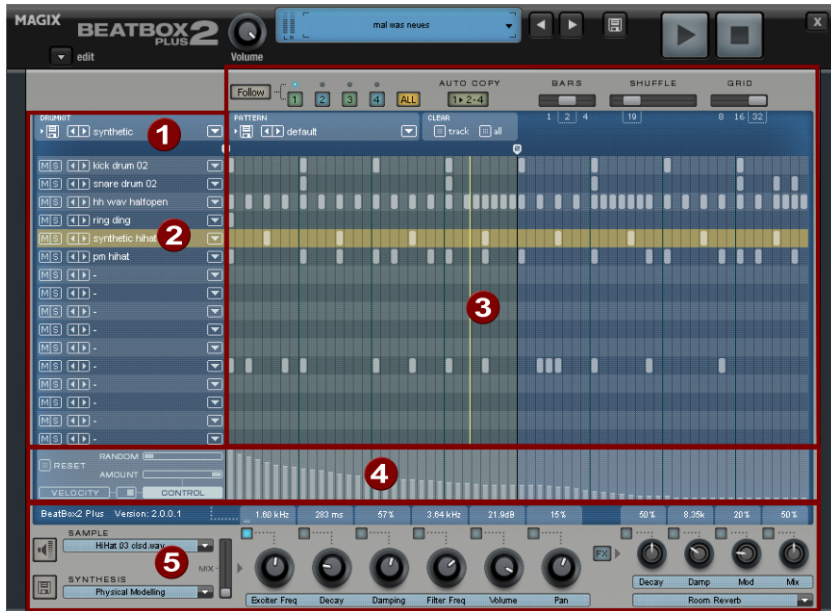 MAGIX
BEATBOX 2
PLUS
edit
Volume
L R
mal was neues
X
Follow
1 2 3 4 ALL
AUTO COPY
1▸2-4
BARS
1 2 4
SHUFFLE
19
GRID
8 16 32
DRUMKIT
synthetic
1
PATTERN
default
CLEAR
track all
M S kick drum 02
M S snare drum 02
M S hh wav halfopen
M S ring ding
M S synthetic hihat
2
M S pm hihat
M S -
M S -
M S -
M S -
M S -
M S -
M S -
M S -
M S -
M S -
3
RESET
RANDOM
AMOUNT
VELOCITY
CONTROL
4
BeatBox2 Plus Version: 2.0.0.1
1.60 kHz 283 ms 57% 3.64 kHz 21.9dB 15% 50% 8.35k 20% 50%
SAMPLE
HiHat 03 clsd.wav
5
MIX
SYNTHESIS
Physical Modelling
FX
Exciter Freq Decay Damping Filter Freq Volume Pan
Decay Damp Mod Mix
Room Reverb